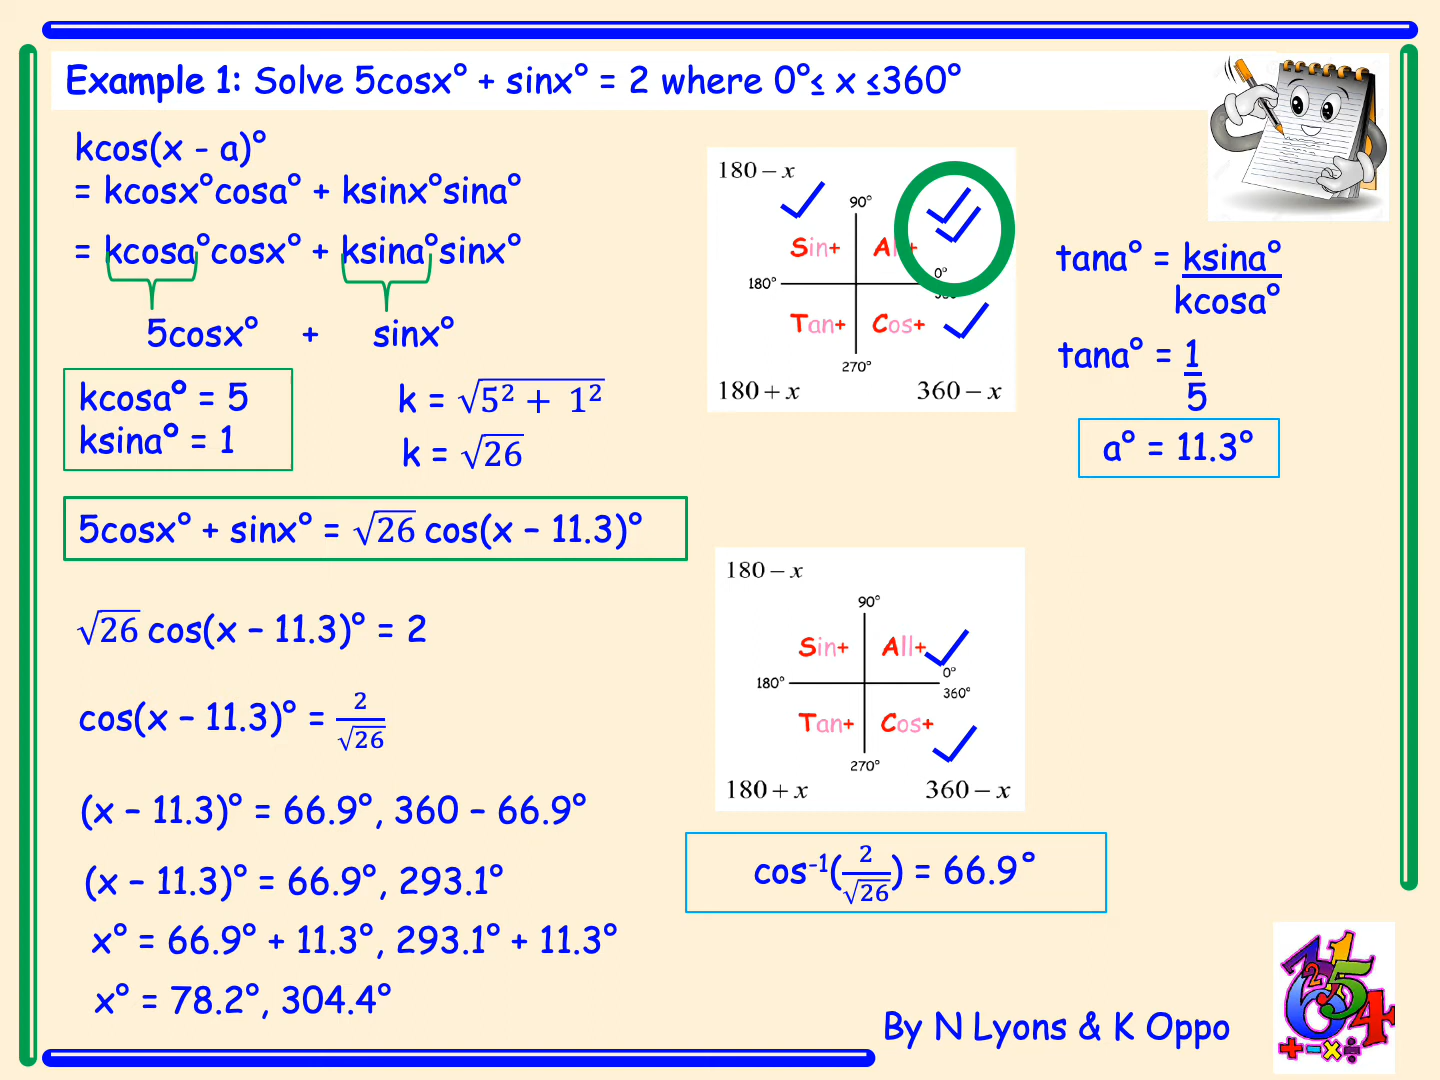 Example 1: Solve 5cosx° + sinx° = 2 where 0°≤ x ≤360°
kcos(x - a)°
= kcosx°cosa° + ksinx°sina°
= kcosa°cosx° + ksina°sinx°
5cosx° + sinx°
kcosa° = 5
ksina° = 1
k = √(5² + 1²)
k = √26
180 – x
90°
Sin+ All+
180° 0°
360°
Tan+ Cos+
270°
180 + x 360 – x
tana° = ksina°
kcosa°
tana° = 1
5
a° = 11.3°
5cosx° + sinx° = √26 cos(x – 11.3)°
√26 cos(x – 11.3)° = 2
cos(x – 11.3)° = 2/√26
(x – 11.3)° = 66.9°, 360 – 66.9°
(x – 11.3)° = 66.9°, 293.1°
x° = 66.9° + 11.3°, 293.1° + 11.3°
x° = 78.2°, 304.4°
180 – x
90°
Sin+ All+
180° 0°
360°
Tan+ Cos+
270°
180 + x 360 – x
cos⁻¹(2/√26) = 66.9°
By N Lyons & K Oppo
1 2 6 5 4
+ − × ÷